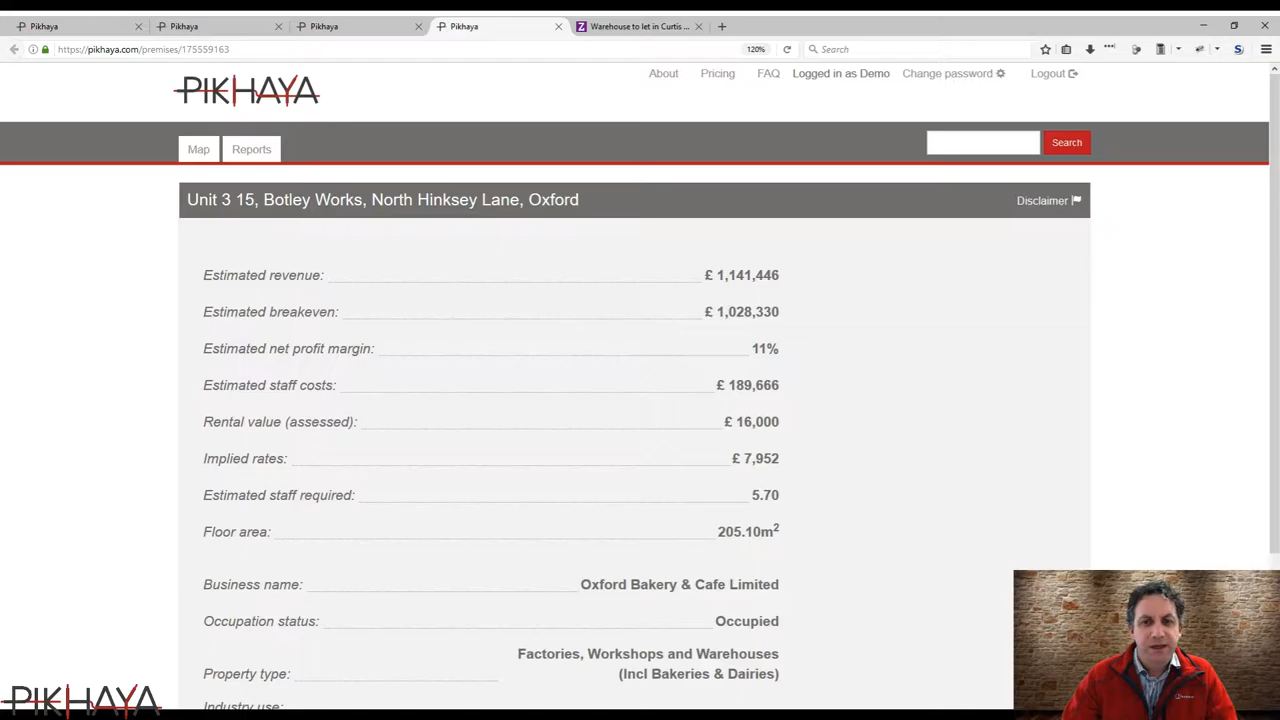 Pikhaya
Pikhaya
Pikhaya
Pikhaya
Warehouse to let in Curtis ...
https://pikhaya.com/premises/175559163
120%
Search
PIKHAYA
About
Pricing
FAQ
Logged in as Demo
Change password
Logout
Map
Reports
Search
Unit 3 15, Botley Works, North Hinksey Lane, Oxford
Disclaimer
Estimated revenue: £ 1,141,446
Estimated breakeven: £ 1,028,330
Estimated net profit margin: 11%
Estimated staff costs: £ 189,666
Rental value (assessed): £ 16,000
Implied rates: £ 7,952
Estimated staff required: 5.70
Floor area: 205.10m²
Business name: Oxford Bakery & Cafe Limited
Occupation status: Occupied
Factories, Workshops and Warehouses
Property type: (Incl Bakeries & Dairies)
Industry use:
PIKHAYA